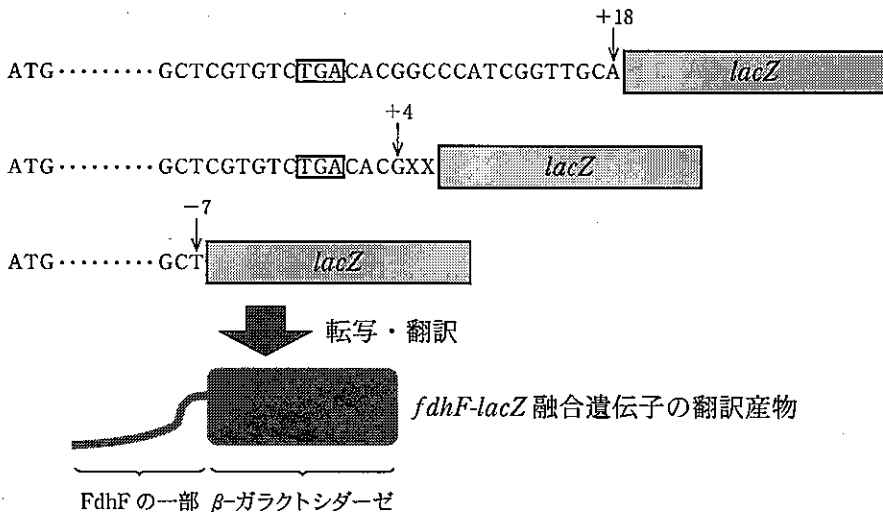 +18
ATG·········GCTCGTGTCTGACACGGCCCATCGGTTGCA lacZ
+4
ATG·········GCTCGTGTCTGACACGXX lacZ
−7
ATG·········GCT lacZ
転写・翻訳
fdhF-lacZ 融合遺伝子の翻訳産物
FdhF の一部 β-ガラクトシダーゼ